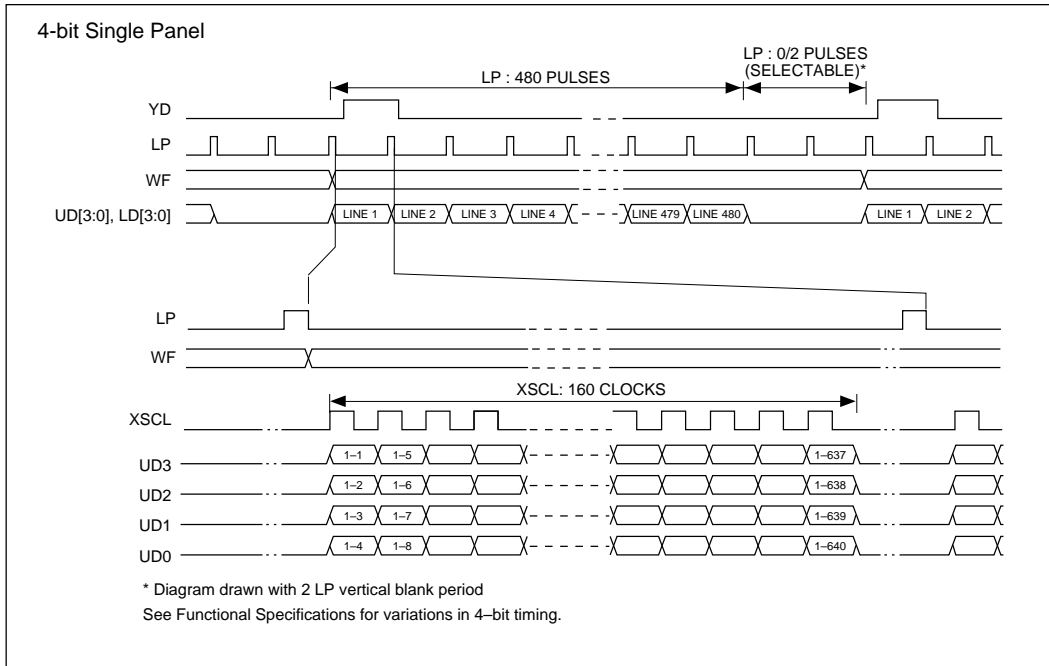 4-bit Single Panel
LP : 0/2 PULSES
(SELECTABLE)*
LP : 480 PULSES
YD
LP
WF
UD[3:0], LD[3:0]
LINE 1 LINE 2 LINE 3 LINE 4 LINE 479 LINE 480 LINE 1 LINE 2
LP
WF
XSCL: 160 CLOCKS
XSCL
UD3 1–1 1–5 1–637
UD2 1–2 1–6 1–638
UD1 1–3 1–7 1–639
UD0 1–4 1–8 1–640
* Diagram drawn with 2 LP vertical blank period
See Functional Specifications for variations in 4–bit timing.